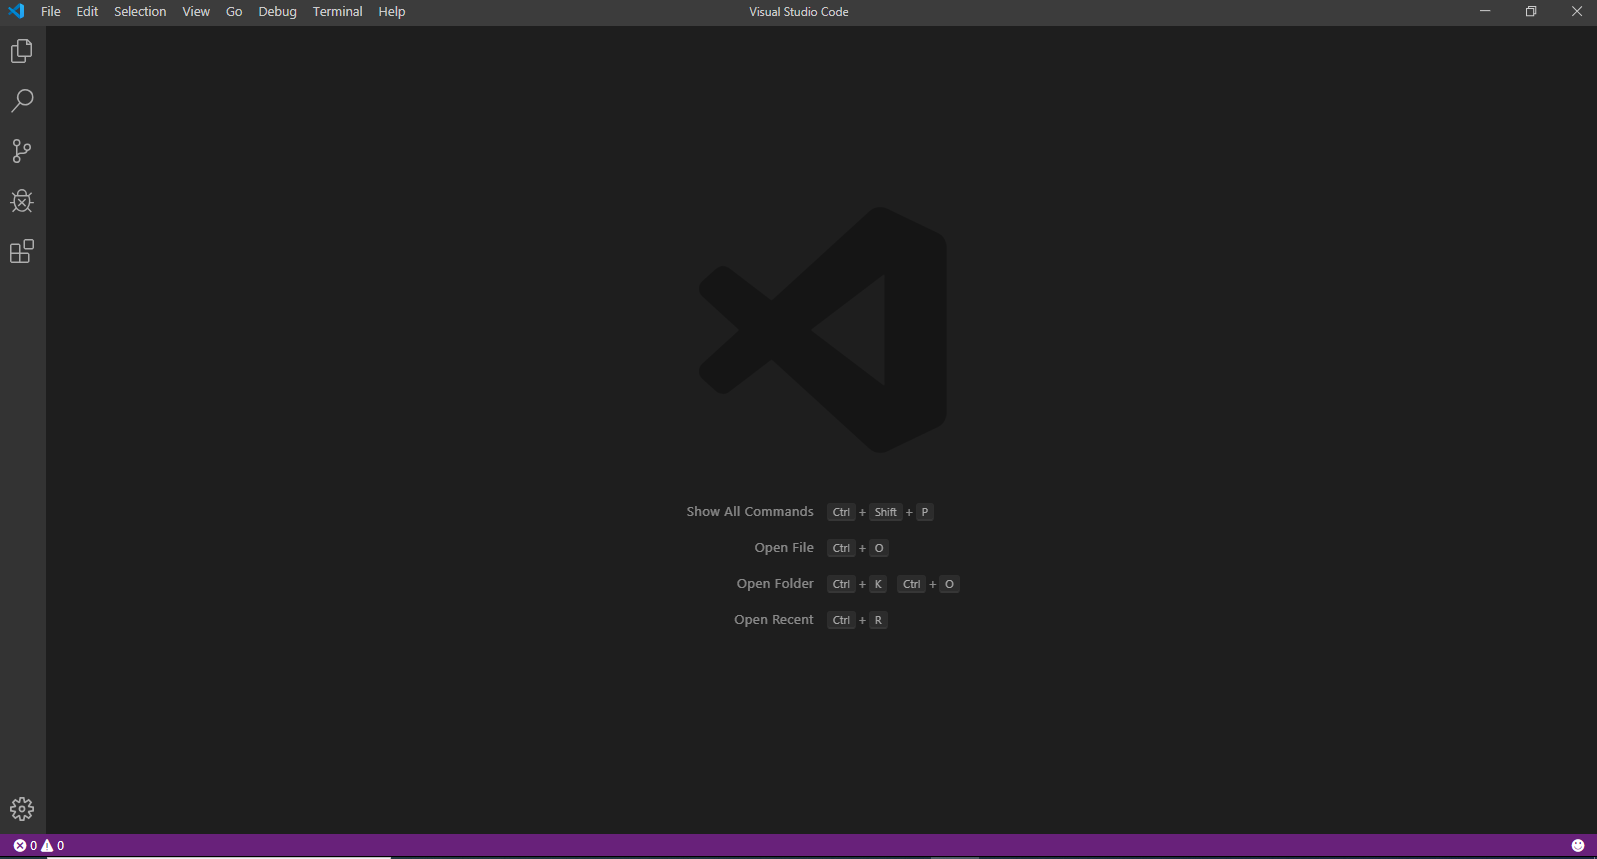 File Edit Selection View Go Debug Terminal Help Visual Studio Code
Show All Commands Ctrl + Shift + P
Open File Ctrl + O
Open Folder Ctrl + K Ctrl + O
Open Recent Ctrl + R
0 0